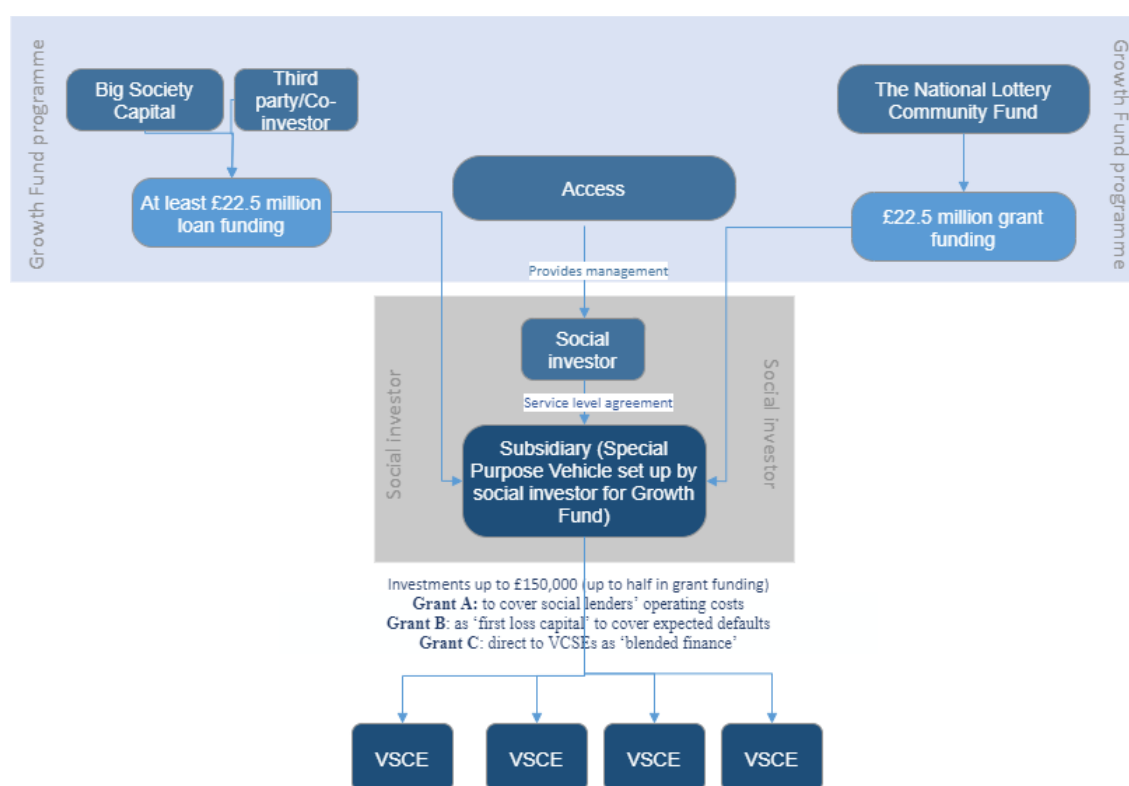 Growth Fund programme
Big Society
Capital
Third
party/Co-
investor
The National Lottery
Community Fund
Growth Fund programme
Access
At least £22.5 million
loan funding
£22.5 million grant
funding
Provides management
Social
investor
Service level agreement
Social investor
Social investor
Subsidiary (Special
Purpose Vehicle set up by
social investor for Growth
Fund)
Investments up to £150,000 (up to half in grant funding)
Grant A: to cover social lenders’ operating costs
Grant B: as ‘first loss capital’ to cover expected defaults
Grant C: direct to VCSEs as ‘blended finance’
VSCE
VSCE
VSCE
VSCE